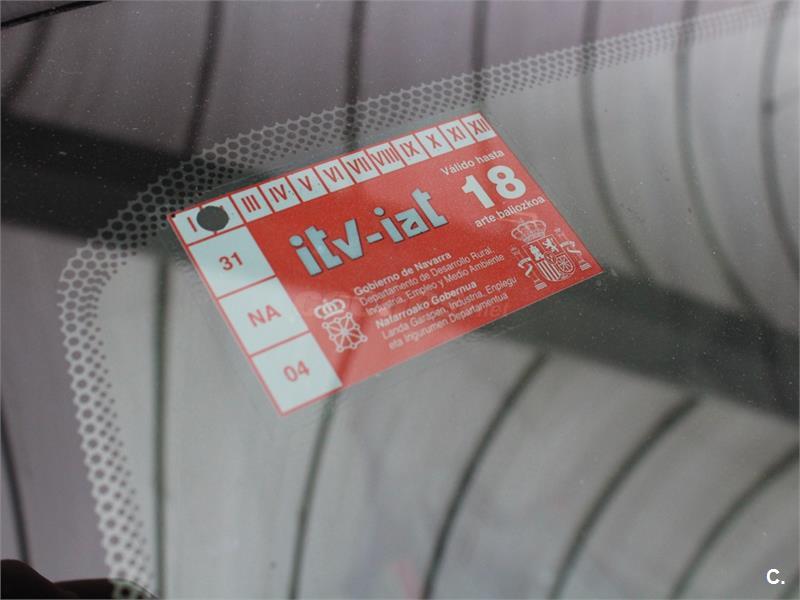 I III IV V VI VII VIII IX X XI XII
31
NA
04
itv-iat
Válido hasta
18
arte baliozkoa
Gobierno de Navarra
Departamento de Desarrollo Rural,
Industria, Empleo y Medio Ambiente
Nafarroako Gobernua
Landa Garapen, Industria, Enplegu
eta Ingurumen Departamentua
C.